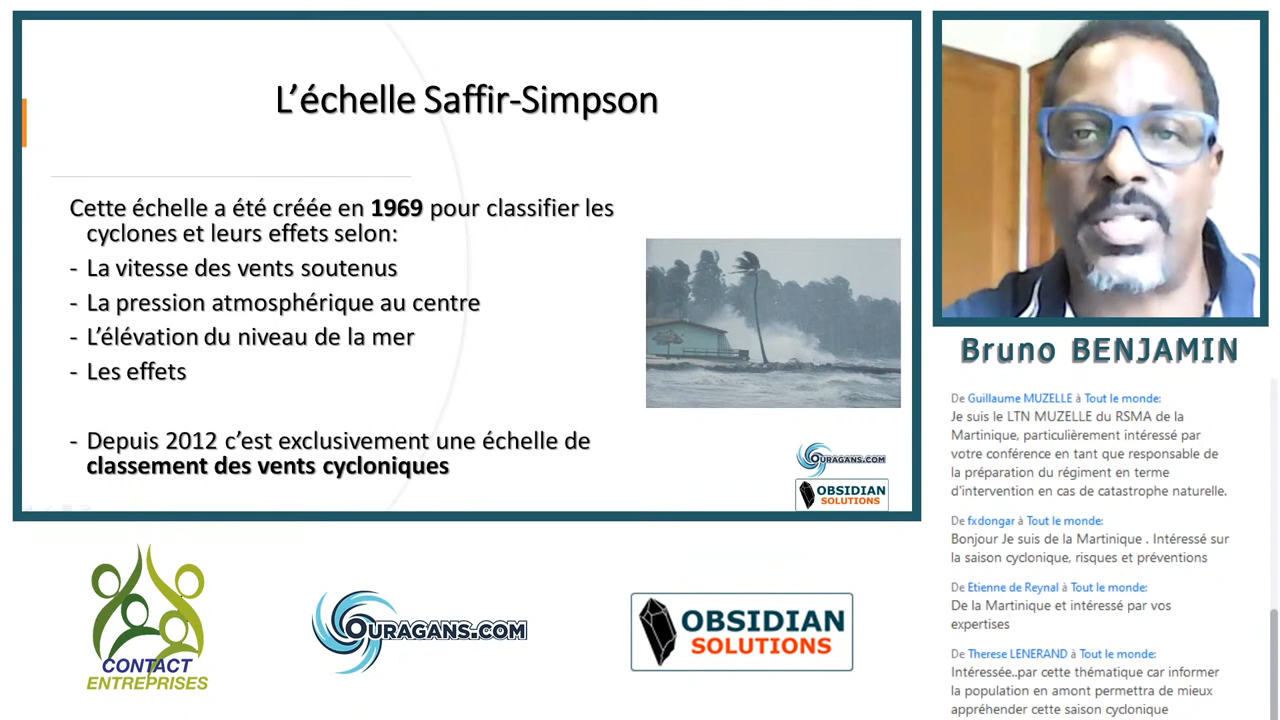 L'échelle Saffir-Simpson
Cette échelle a été créée en 1969 pour classifier les
cyclones et leurs effets selon:
- La vitesse des vents soutenus
- La pression atmosphérique au centre
- L'élévation du niveau de la mer
- Les effets
- Depuis 2012 c'est exclusivement une échelle de
classement des vents cycloniques
OURAGANS.COM
OBSIDIAN
SOLUTIONS
Bruno BENJAMIN
De Guillaume MUZELLE à Tout le monde:
Je suis le LTN MUZELLE du RSMA de la
Martinique, particulièrement intéressé par
votre conférence en tant que responsable de
la préparation du régiment en terme
d'intervention en cas de catastrophe naturelle.
De fxdongar à Tout le monde:
Bonjour Je suis de la Martinique . Intéressé sur
la saison cyclonique, risques et préventions
De Etienne de Reynal à Tout le monde:
De la Martinique et intéressé par vos
expertises
De Therese LENERAND à Tout le monde:
Intéressée..par cette thématique car informer
la population en amont permettra de mieux
appréhender cette saison cyclonique
CONTACT
ENTREPRISES
OURAGANS.COM
OBSIDIAN
SOLUTIONS